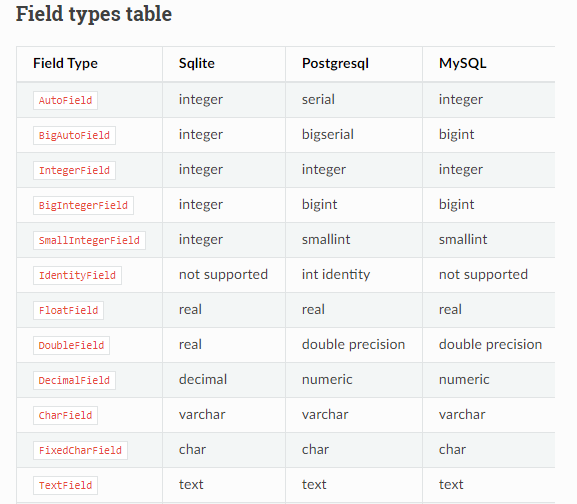 Field types table
Field Type Sqlite Postgresql MySQL
AutoField integer serial integer
BigAutoField integer bigserial bigint
IntegerField integer integer integer
BigIntegerField integer bigint bigint
SmallIntegerField integer smallint smallint
IdentityField not supported int identity not supported
FloatField real real real
DoubleField real double precision double precision
DecimalField decimal numeric numeric
CharField varchar varchar varchar
FixedCharField char char char
TextField text text text